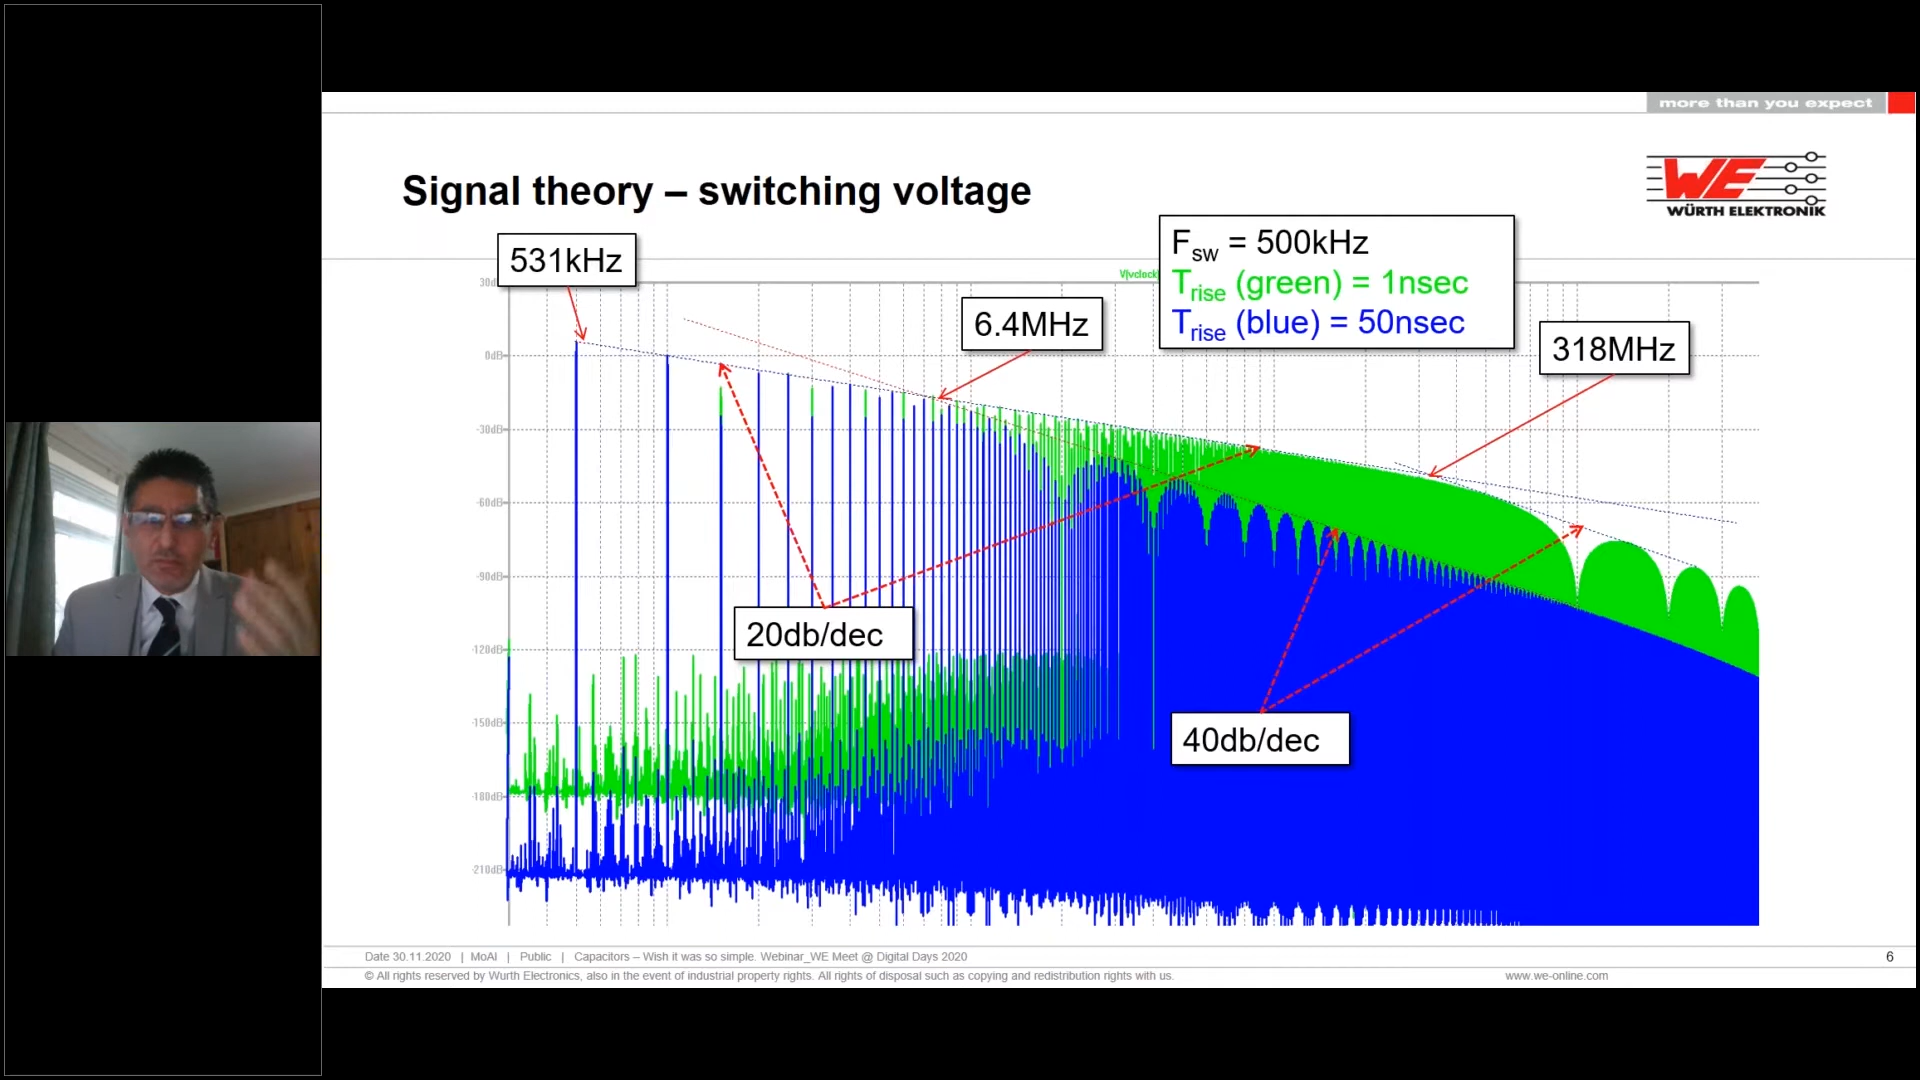 more than you expect
WE
WÜRTH ELEKTRONIK
Signal theory – switching voltage
531kHz
Fsw = 500kHz
Trise (green) = 1nsec
Trise (blue) = 50nsec
6.4MHz
318MHz
0dB
-30dB
-60dB
-90dB
-120dB
-150dB
-180dB
-210dB
20db/dec
40db/dec
Date 30.11.2020 | MoAl | Public | Capacitors – Wish it was so simple. Webinar_WE Meet @ Digital Days 2020
6
© All rights reserved by Wurth Electronics, also in the event of industrial property rights. All rights of disposal such as copying and redistribution rights with us.
www.we-online.com